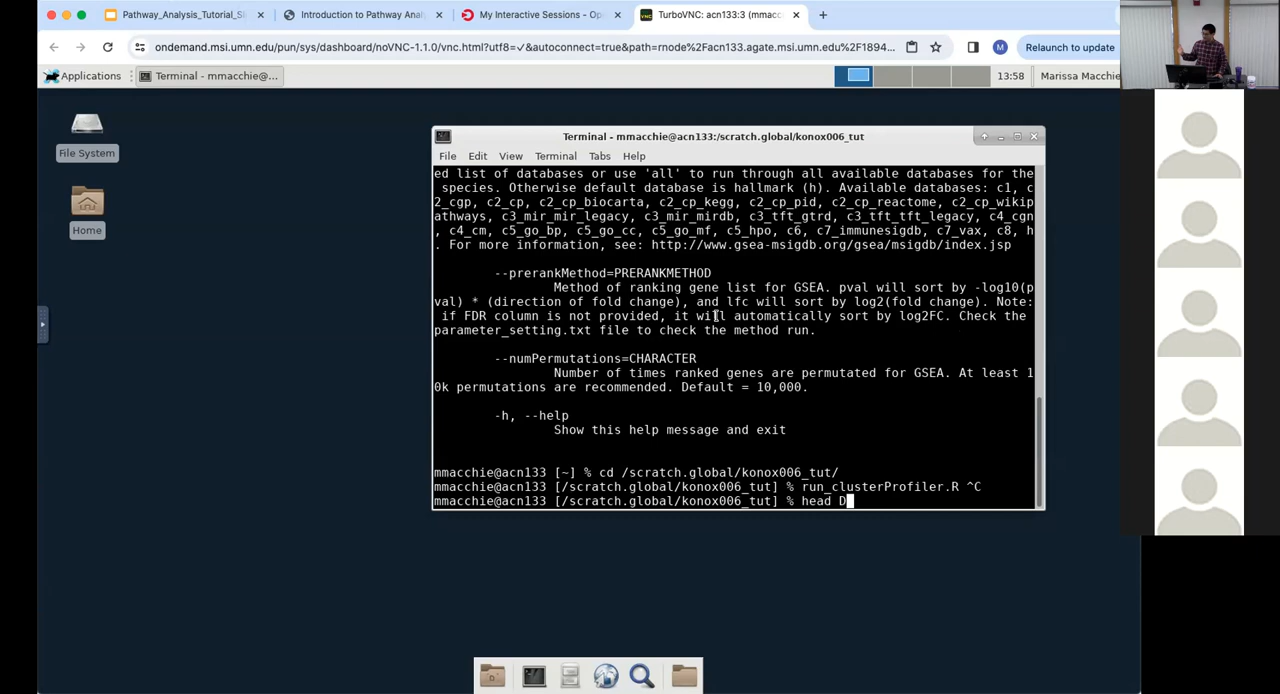 Pathway_Analysis_Tutorial_Sl
Introduction to Pathway Analy
My Interactive Sessions - Ope
TurboVNC: acn133:3 (mmacc
ondemand.msi.umn.edu/pun/sys/dashboard/noVNC-1.1.0/vnc.html?utf8=✓&autoconnect=true&path=rnode%2Facn133.agate.msi.umn.edu%2F1894...
M
Relaunch to update
Applications
Terminal - mmacchie@...
13:58
Marissa Macchie
File System
Home
Terminal - mmacchie@acn133:/scratch.global/konox006_tut
File Edit View Terminal Tabs Help
ed list of databases or use 'all' to run through all available databases for the
species. Otherwise default database is hallmark (h). Available databases: c1, c
2_cgp, c2_cp, c2_cp_biocarta, c2_cp_kegg, c2_cp_pid, c2_cp_reactome, c2_cp_wikip
athways, c3_mir_mir_legacy, c3_mir_mirdb, c3_tft_gtrd, c3_tft_tft_legacy, c4_cgn
, c4_cm, c5_go_bp, c5_go_cc, c5_go_mf, c5_hpo, c6, c7_immunesigdb, c7_vax, c8, h
. For more information, see: http://www.gsea-msigdb.org/gsea/msigdb/index.jsp
--prerankMethod=PRERANKMETHOD
Method of ranking gene list for GSEA. pval will sort by -log10(p
val) * (direction of fold change), and lfc will sort by log2(fold change). Note:
if FDR column is not provided, it will automatically sort by log2FC. Check the
parameter_setting.txt file to check the method run.
--numPermutations=CHARACTER
Number of times ranked genes are permutated for GSEA. At least 1
0k permutations are recommended. Default = 10,000.
-h, --help
Show this help message and exit
mmacchie@acn133 [~] % cd /scratch.global/konox006_tut/
mmacchie@acn133 [/scratch.global/konox006_tut] % run_clusterProfiler.R ^C
mmacchie@acn133 [/scratch.global/konox006_tut] % head D